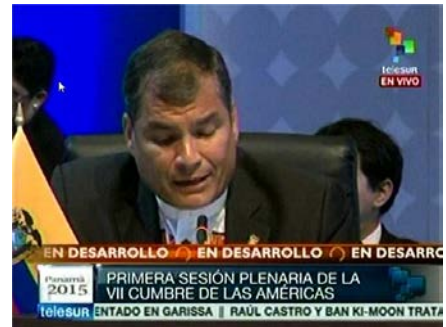 telesur
EN VIVO
EN DESARROLLO EN DESARROLLO EN DESARRO
Panamá
2015
PRIMERA SESIÓN PLENARIA DE LA
VII CUMBRE DE LAS AMÉRICAS
telesur ENTADO EN GARISSA || RAÚL CASTRO Y BAN KI-MOON TRATA